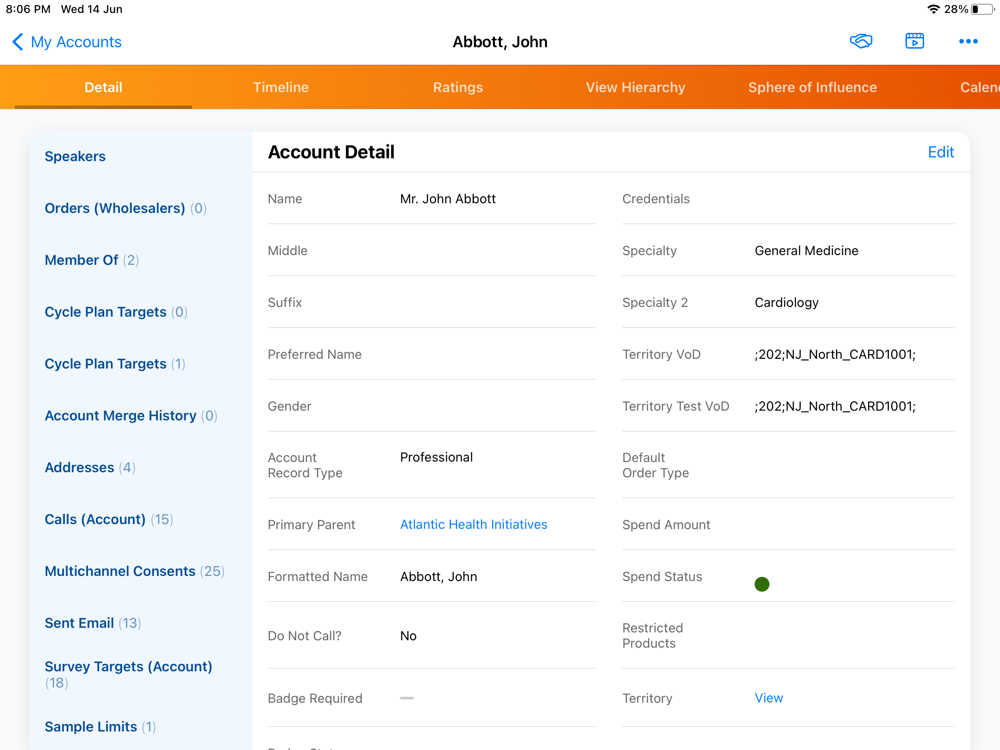 8:06 PM Wed 14 Jun 28%
My Accounts Abbott, John
Detail Timeline Ratings View Hierarchy Sphere of Influence Calen
Speakers
Orders (Wholesalers) (0)
Member Of (2)
Cycle Plan Targets (0)
Cycle Plan Targets (1)
Account Merge History (0)
Addresses (4)
Calls (Account) (15)
Multichannel Consents (25)
Sent Email (13)
Survey Targets (Account)
(18)
Sample Limits (1)
Account Detail Edit
Name Mr. John Abbott
Middle
Suffix
Preferred Name
Gender
Account
Record Type
Professional
Primary Parent Atlantic Health Initiatives
Formatted Name Abbott, John
Do Not Call? No
Badge Required
Credentials
Specialty General Medicine
Specialty 2 Cardiology
Territory VoD ;202;NJ_North_CARD1001;
Territory Test VoD ;202;NJ_North_CARD1001;
Default
Order Type
Spend Amount
Spend Status
Restricted
Products
Territory View